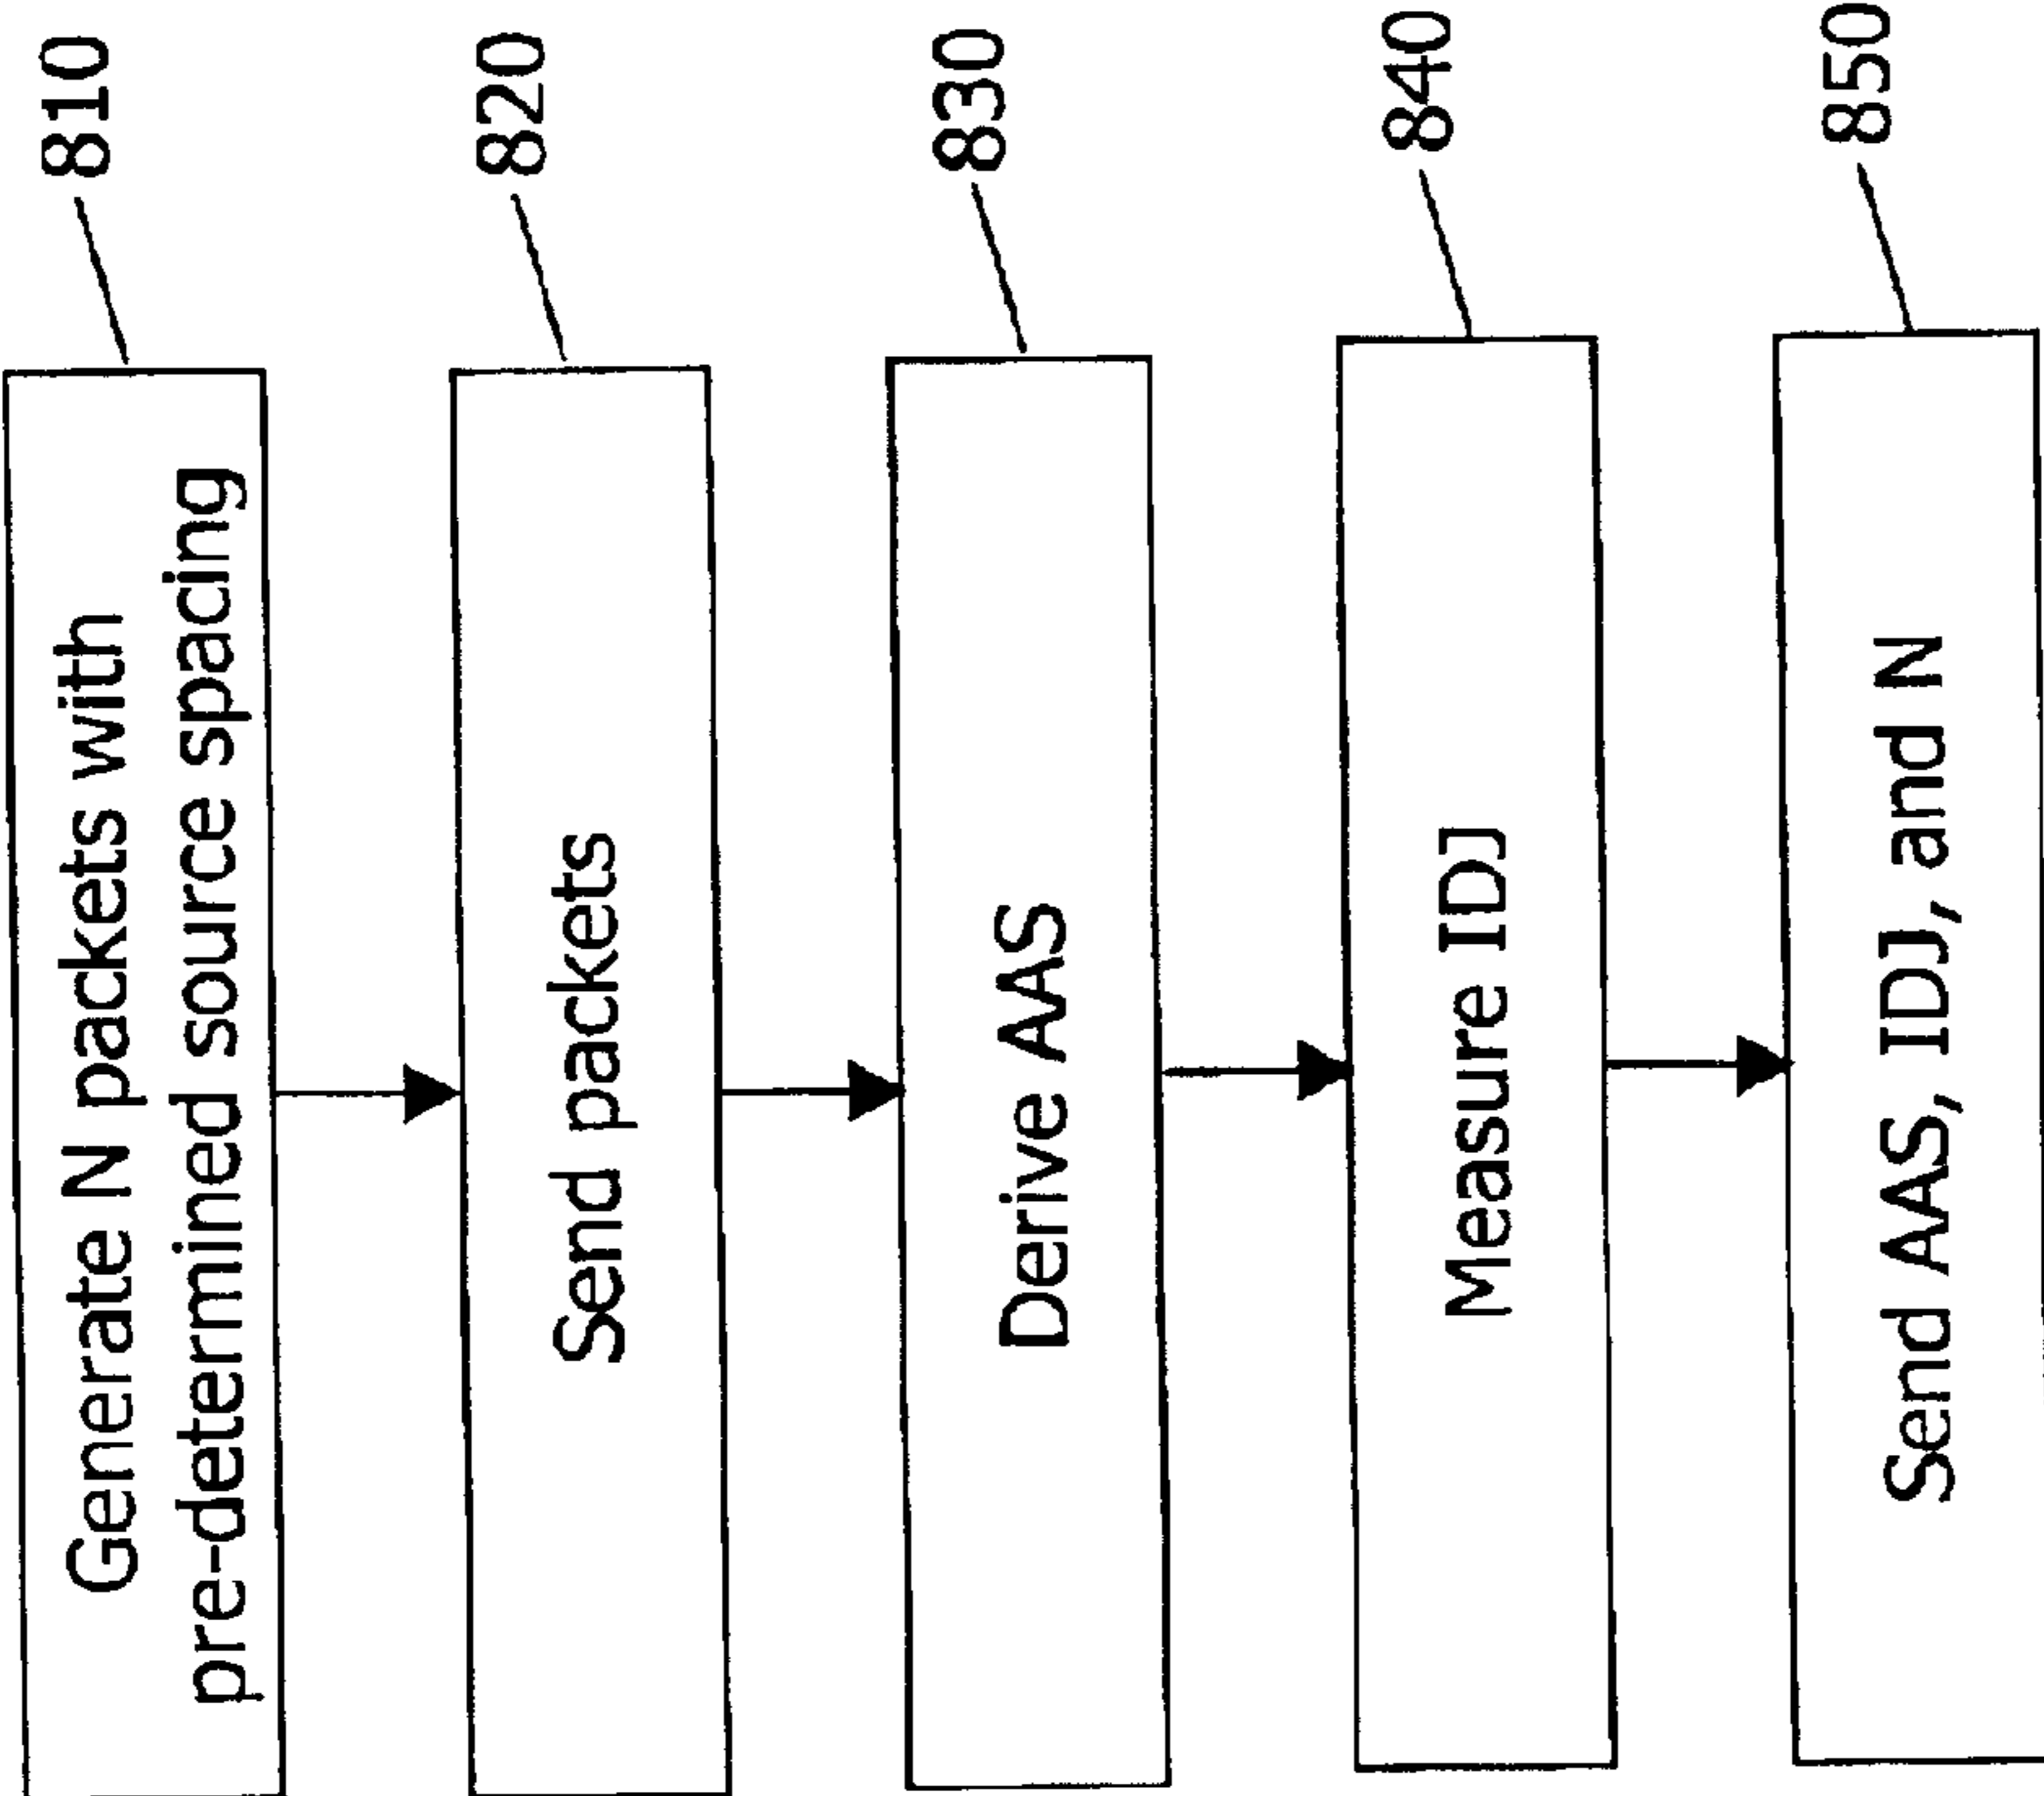 Generate N packets with
pre-determined source spacing
810
Send packets
820
Derive AAS
830
Measure IDJ
840
Send AAS, IDJ, and N
850